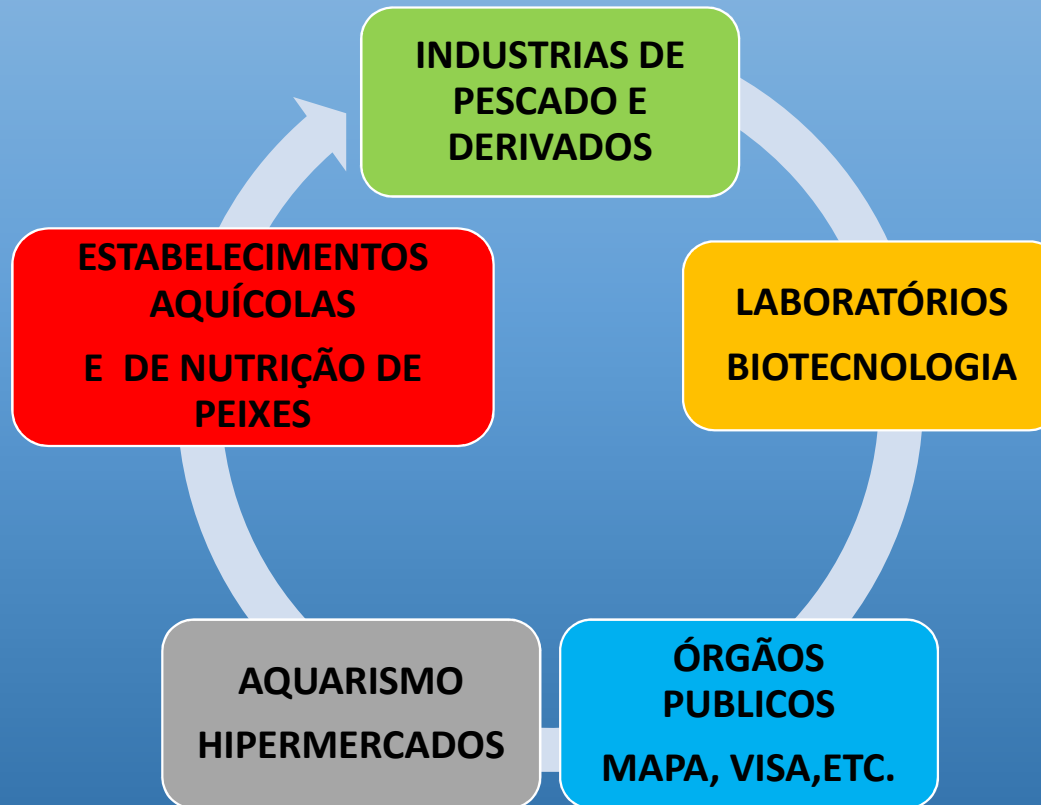 INDUSTRIAS DE
PESCADO E
DERIVADOS
LABORATÓRIOS
BIOTECNOLOGIA
ÓRGÃOS
PUBLICOS
MAPA, VISA,ETC.
AQUARISMO
HIPERMERCADOS
ESTABELECIMENTOS
AQUÍCOLAS
E DE NUTRIÇÃO DE
PEIXES